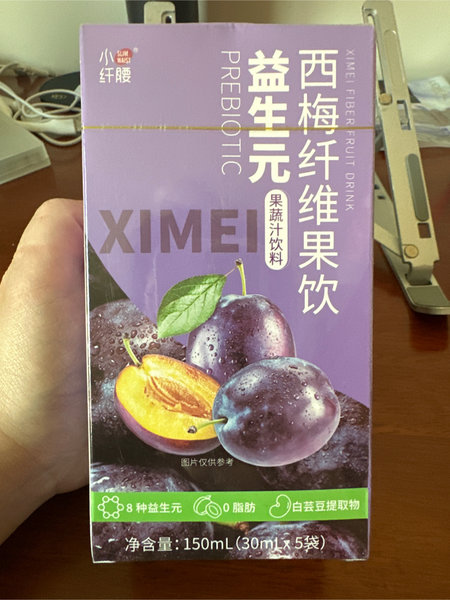 小
纤腰
SLIM
WAIST
西梅纤维果饮
XIMEI FIBER FRUIT DRINK
益生元
PREBIOTIC
果蔬汁饮料
XIMEI
图片仅供参考
8 种益生元
0 脂肪
白芸豆提取物
净含量：150mL（30mL x 5袋）